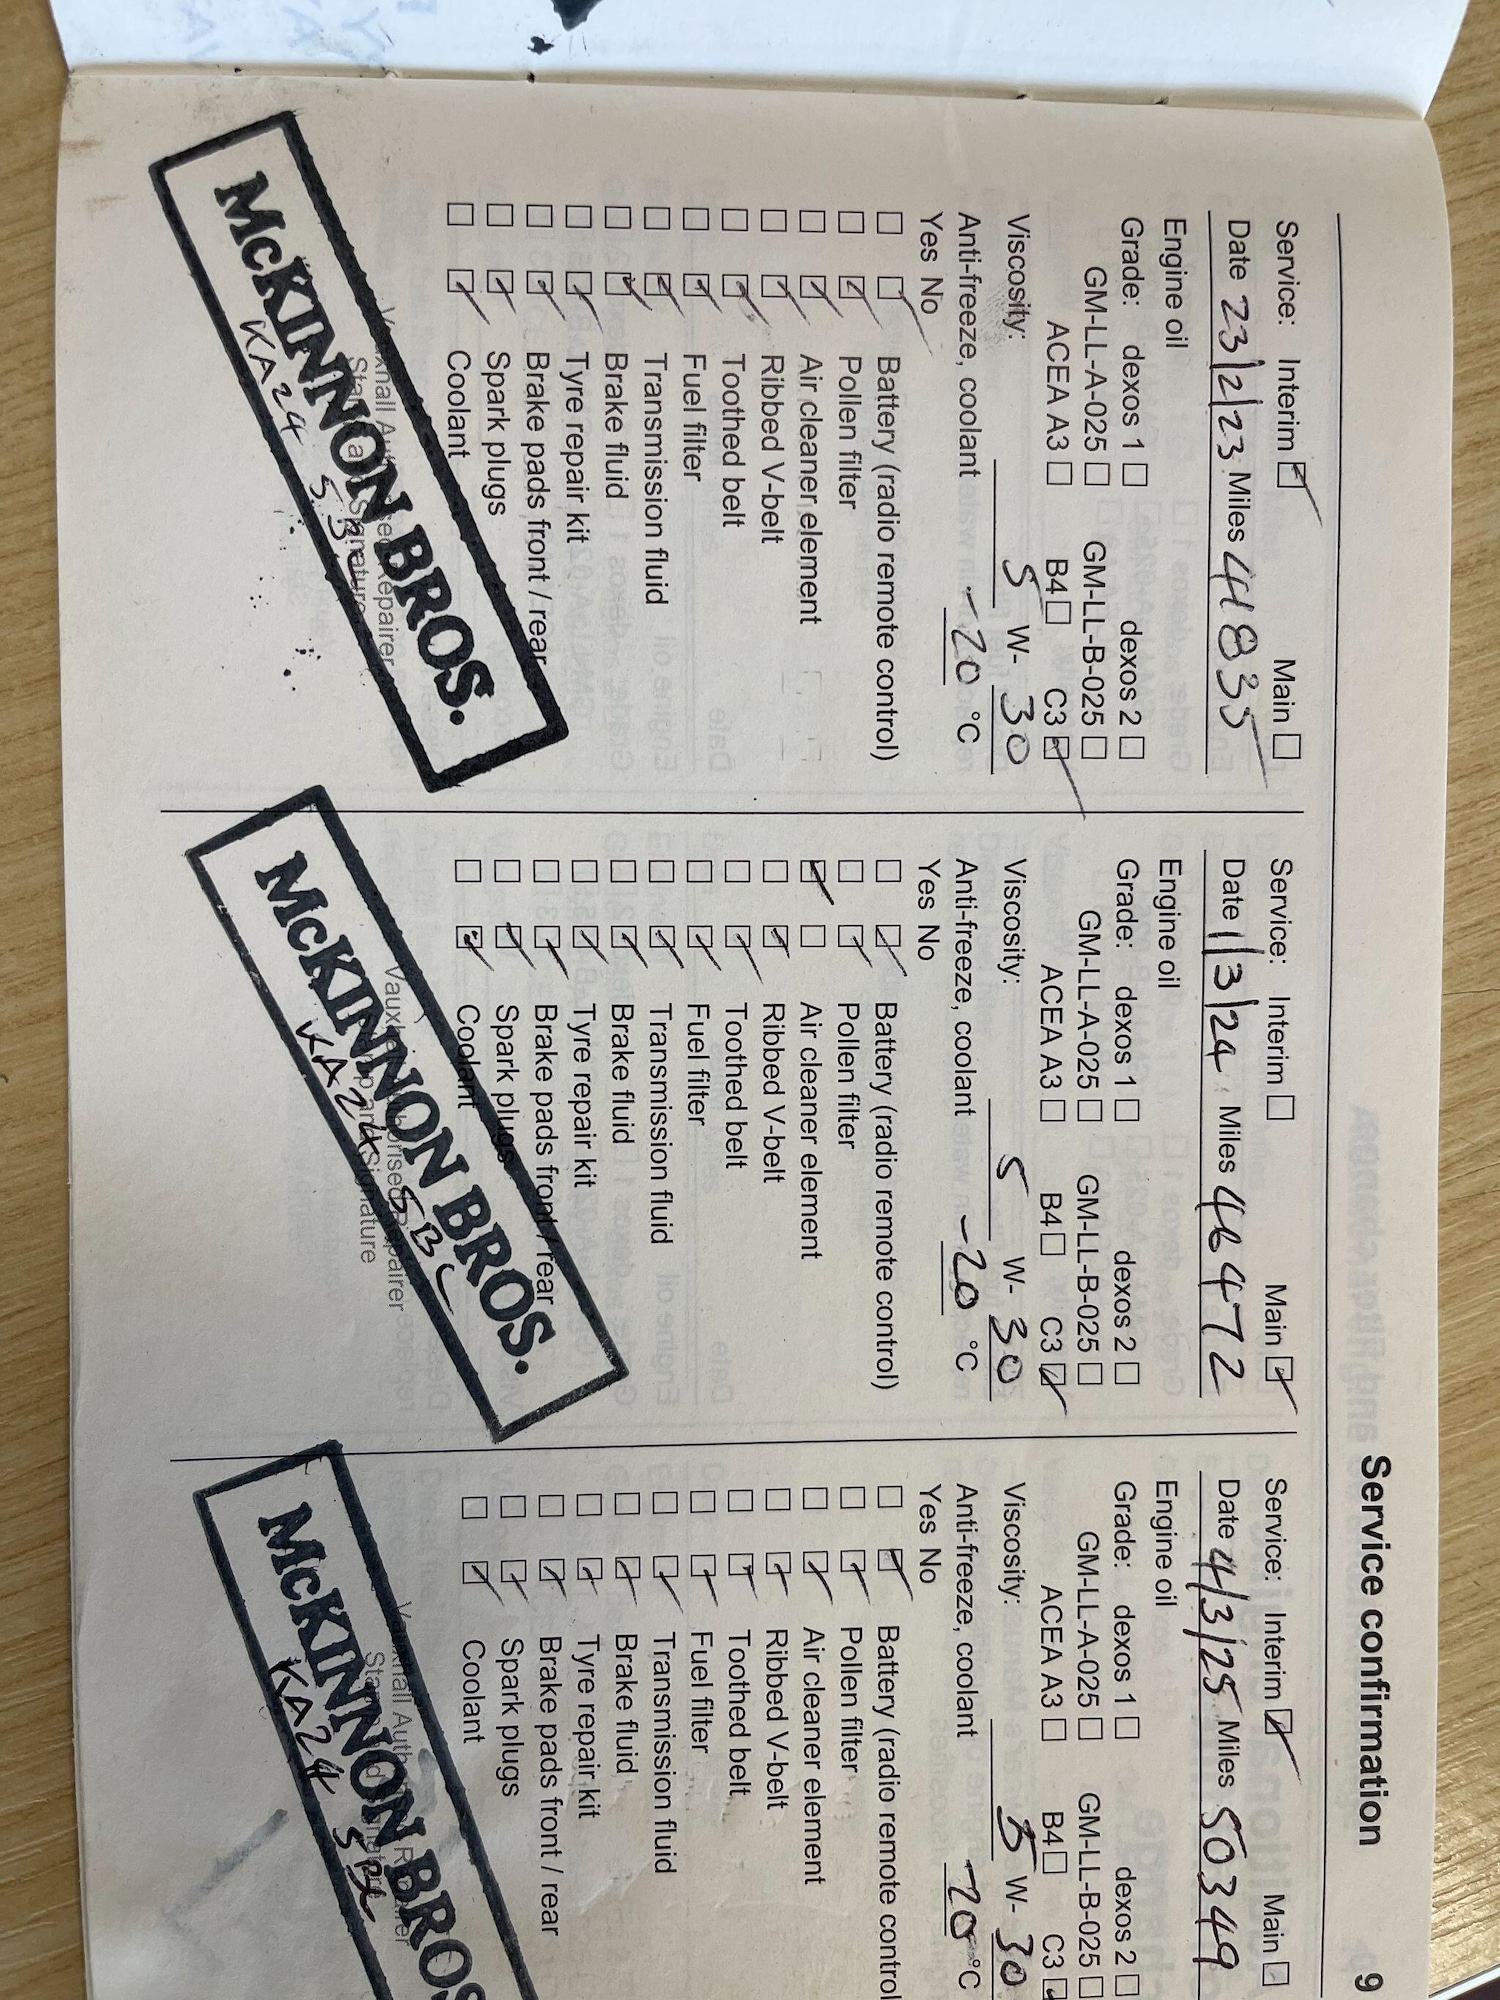 Service confirmation 9
Service: Interim ☑ Main ☐
Date 23/2/23 Miles 41835
Engine oil
Grade: dexos 1 ☐ dexos 2 ☐
GM-LL-A-025 ☐ GM-LL-B-025 ☐
ACEA A3 ☐ B4 ☐ C3 ☑
Viscosity: 5 W- 30
Anti-freeze, coolant -20 °C
Yes No
☐ ☑ Battery (radio remote control)
☐ ☑ Pollen filter
☐ ☑ Air cleaner element
☐ ☑ Ribbed V-belt
☐ ☑ Toothed belt
☐ ☑ Fuel filter
☐ ☑ Transmission fluid
☐ ☑ Brake fluid
☐ ☑ Tyre repair kit
☐ ☑ Brake pads front / rear
☐ ☑ Spark plugs
☐ ☑ Coolant
McKINNON BROS.
KA24 5
Repairer
Signature
Service: Interim ☐ Main ☑
Date 1/3/24 Miles 46472
Engine oil
Grade: dexos 1 ☐ dexos 2 ☐
GM-LL-A-025 ☐ GM-LL-B-025 ☐
ACEA A3 ☐ B4 ☐ C3 ☑
Viscosity: 5 W- 30
Anti-freeze, coolant -20 °C
Yes No
☐ ☑ Battery (radio remote control)
☐ ☑ Pollen filter
☑ ☐ Air cleaner element
☐ ☑ Ribbed V-belt
☐ ☑ Toothed belt
☐ ☑ Fuel filter
☐ ☑ Transmission fluid
☐ ☑ Brake fluid
☐ ☑ Tyre repair kit
☐ ☑ Brake pads front / rear
☐ ☑ Spark plugs
☐ ☑ Coolant
McKINNON BROS.
KA24 5BL
Repairer
Signature
Service: Interim ☑ Main ☐
Date 4/3/25 Miles 50349
Engine oil
Grade: dexos 1 ☐ dexos 2 ☐
GM-LL-A-025 ☐ GM-LL-B-025 ☐
ACEA A3 ☐ B4 ☐ C3 ☑
Viscosity: 5 W- 30
Anti-freeze, coolant -20 °C
Yes No
☐ ☑ Battery (radio remote control
☐ ☑ Pollen filter
☐ ☑ Air cleaner element
☐ ☑ Ribbed V-belt
☐ ☑ Toothed belt
☐ ☑ Fuel filter
☐ ☑ Transmission fluid
☐ ☑ Brake fluid
☐ ☑ Tyre repair kit
☐ ☑ Brake pads front / rear
☐ ☑ Spark plugs
☐ ☑ Coolant
McKINNON BROS
KA24 5BL